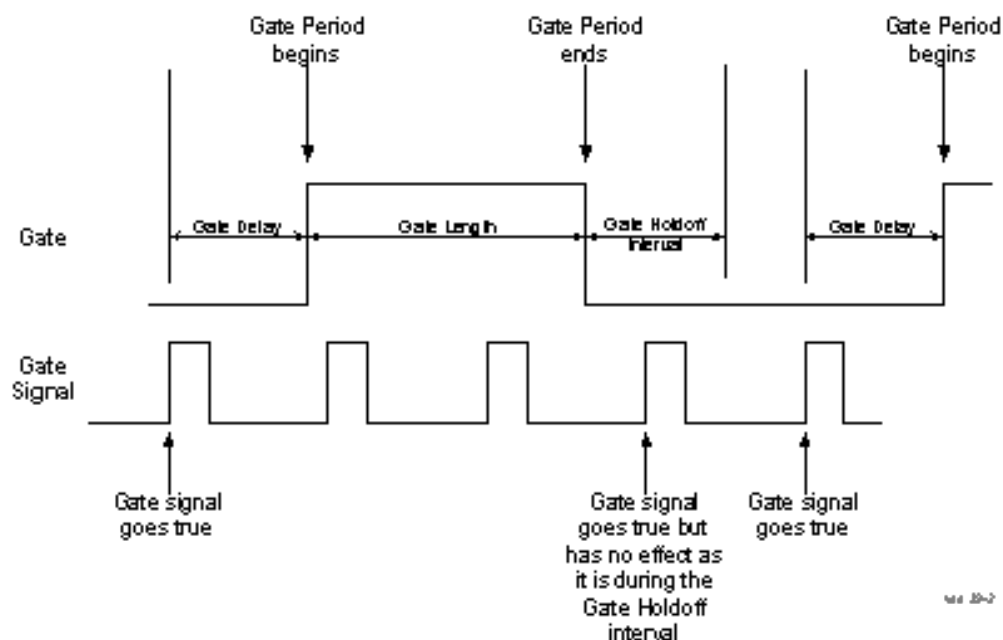 Gate Period
begins
Gate Period
ends
Gate Period
begins
Gate
Gate Delay
Gate Length
Gate Holdoff
Interval
Gate Delay
Gate
Signal
Gate signal
goes true
Gate signal
goes true but
has no effect as
it is during the
Gate Holdoff
interval
Gate signal
goes true